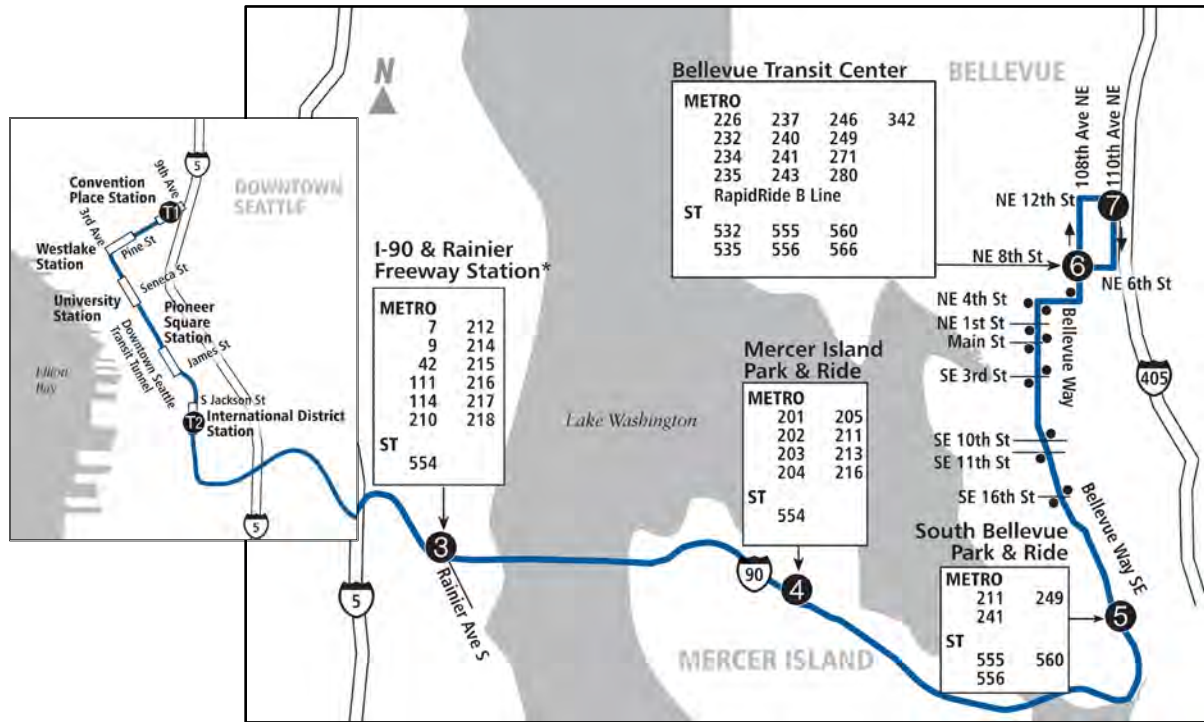 N
9th Ave
5
Convention
Place Station
T1
DOWNTOWN
SEATTLE
3rd Ave
Pine St
Westlake
Station
Seneca St
University
Station
Pioneer
Square
Station
Downtown Seattle
Transit Tunnel
James St
Elliott
Bay
S Jackson St
T2
International District
Station
5
I-90 & Rainier
Freeway Station*
METRO
7 212
9 214
42 215
111 216
114 217
210 218
ST
554
3
Rainier Ave S
5
Lake Washington
Mercer Island
Park & Ride
METRO
201 205
202 211
203 213
204 216
ST
554
90
4
MERCER ISLAND
Bellevue Transit Center
METRO
226 237 246 342
232 240 249
234 241 271
235 243 280
RapidRide B Line
ST
532 555 560
535 556 566
BELLEVUE
108th Ave NE
110th Ave NE
NE 12th St
7
NE 8th St
6
NE 6th St
NE 4th St
NE 1st St
Main St
Bellevue Way
SE 3rd St
405
SE 10th St
SE 11th St
SE 16th St
Bellevue Way SE
South Bellevue
Park & Ride
METRO
211 249
241
ST
555 560
556
5